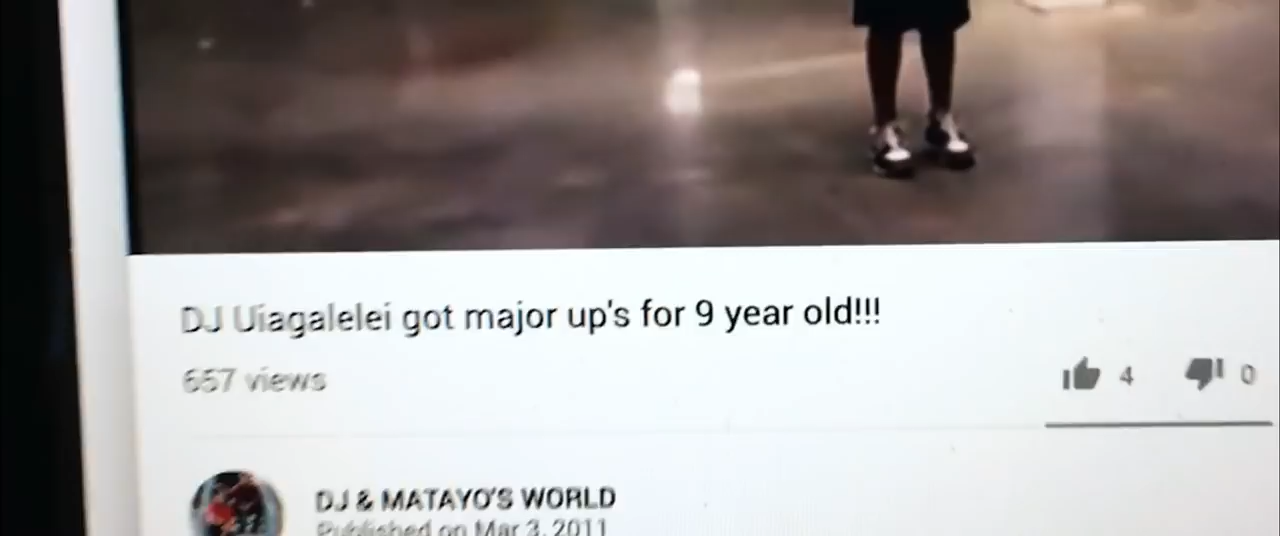 DJ Uiagalelei got major up's for 9 year old!!!
657 views
4
0
DJ & MATAYO'S WORLD
Published on Mar 3, 2011